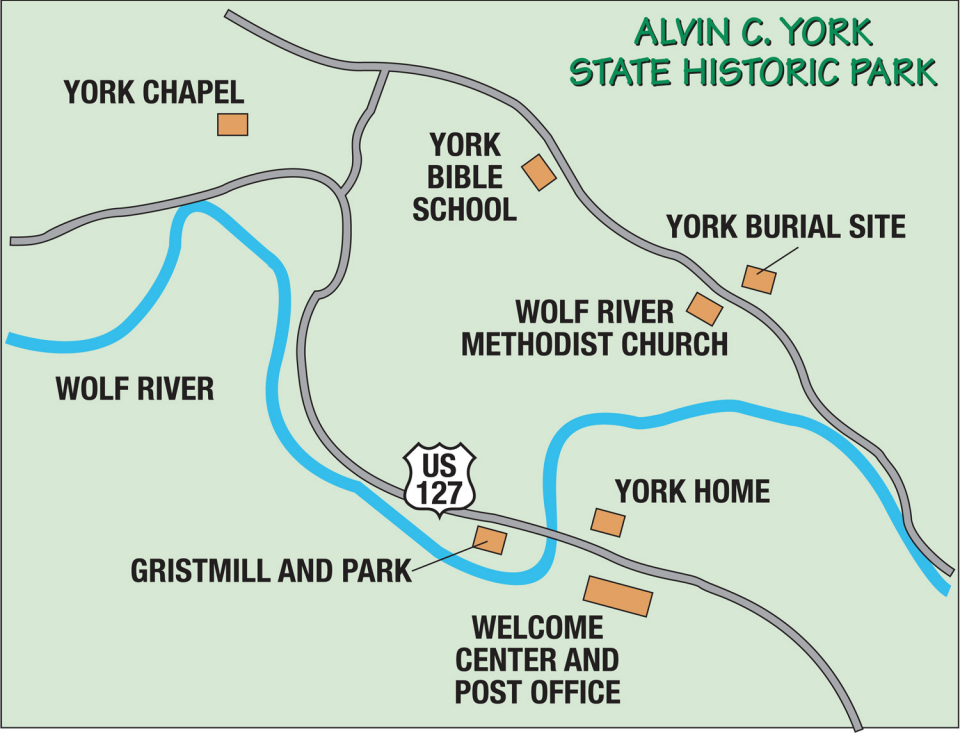 ALVIN C. YORK
STATE HISTORIC PARK
YORK CHAPEL
YORK
BIBLE
SCHOOL
YORK BURIAL SITE
WOLF RIVER
METHODIST CHURCH
WOLF RIVER
US
127
YORK HOME
GRISTMILL AND PARK
WELCOME
CENTER AND
POST OFFICE